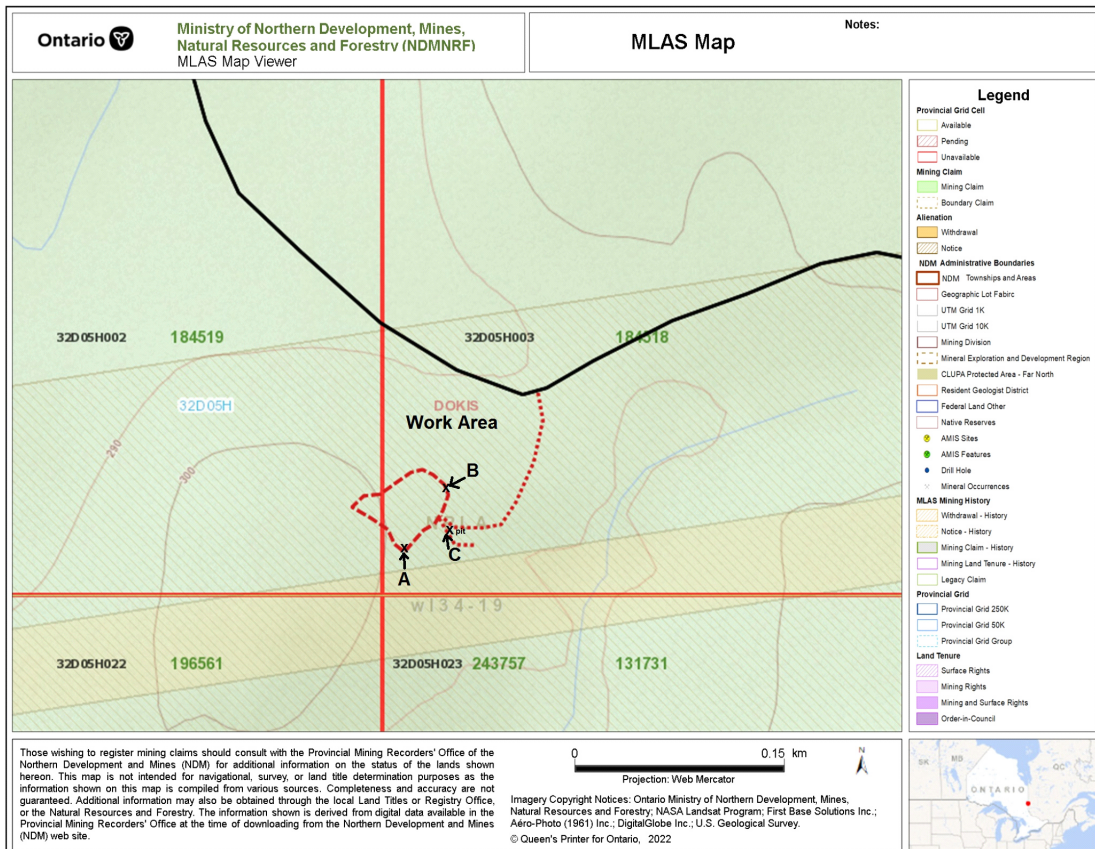 Ontario
Ministry of Northern Development, Mines,
Natural Resources and Forestry (NDMNRF)
MLAS Map Viewer
MLAS Map
Notes:
32D05H002
184519
32D05H003
184318
32D05H
DOKIS
Work Area
290
300
B
pit
C
A
wl34-19
32D05H022
196561
32D05H023
243757
131731
Legend
Provincial Grid Cell
Available
Pending
Unavailable
Mining Claim
Mining Claim
Boundary Claim
Alienation
Withdrawal
Notice
NDM Administrative Boundaries
NDM Townships and Areas
Geographic Lot Fabirc
UTM Grid 1K
UTM Grid 10K
Mining Division
Mineral Exploration and Development Region
CLUPA Protected Area - Far North
Resident Geologist District
Federal Land Other
Native Reserves
AMIS Sites
AMIS Features
Drill Hole
Mineral Occurrences
MLAS Mining History
Withdrawal - History
Notice - History
Mining Claim - History
Mining Land Tenure - History
Legacy Claim
Provincial Grid
Provincial Grid 250K
Provincial Grid 50K
Provincial Grid Group
Land Tenure
Surface Rights
Mining Rights
Mining and Surface Rights
Order-in-Council
Those wishing to register mining claims should consult with the Provincial Mining Recorders' Office of the
Northern Development and Mines (NDM) for additional information on the status of the lands shown
hereon. This map is not intended for navigational, survey, or land title determination purposes as the
information shown on this map is compiled from various sources. Completeness and accuracy are not
guaranteed. Additional information may also be obtained through the local Land Titles or Registry Office,
or the Natural Resources and Forestry. The information shown is derived from digital data available in the
Provincial Mining Recorders' Office at the time of downloading from the Northern Development and Mines
(NDM) web site.
0 0.15 km
Projection: Web Mercator
N
Imagery Copyright Notices: Ontario Ministry of Northern Development, Mines,
Natural Resources and Forestry; NASA Landsat Program; First Base Solutions Inc.;
Aéro-Photo (1961) Inc.; DigitalGlobe Inc.; U.S. Geological Survey.
© Queen's Printer for Ontario, 2022
SK
MB
ONTARIO
QC